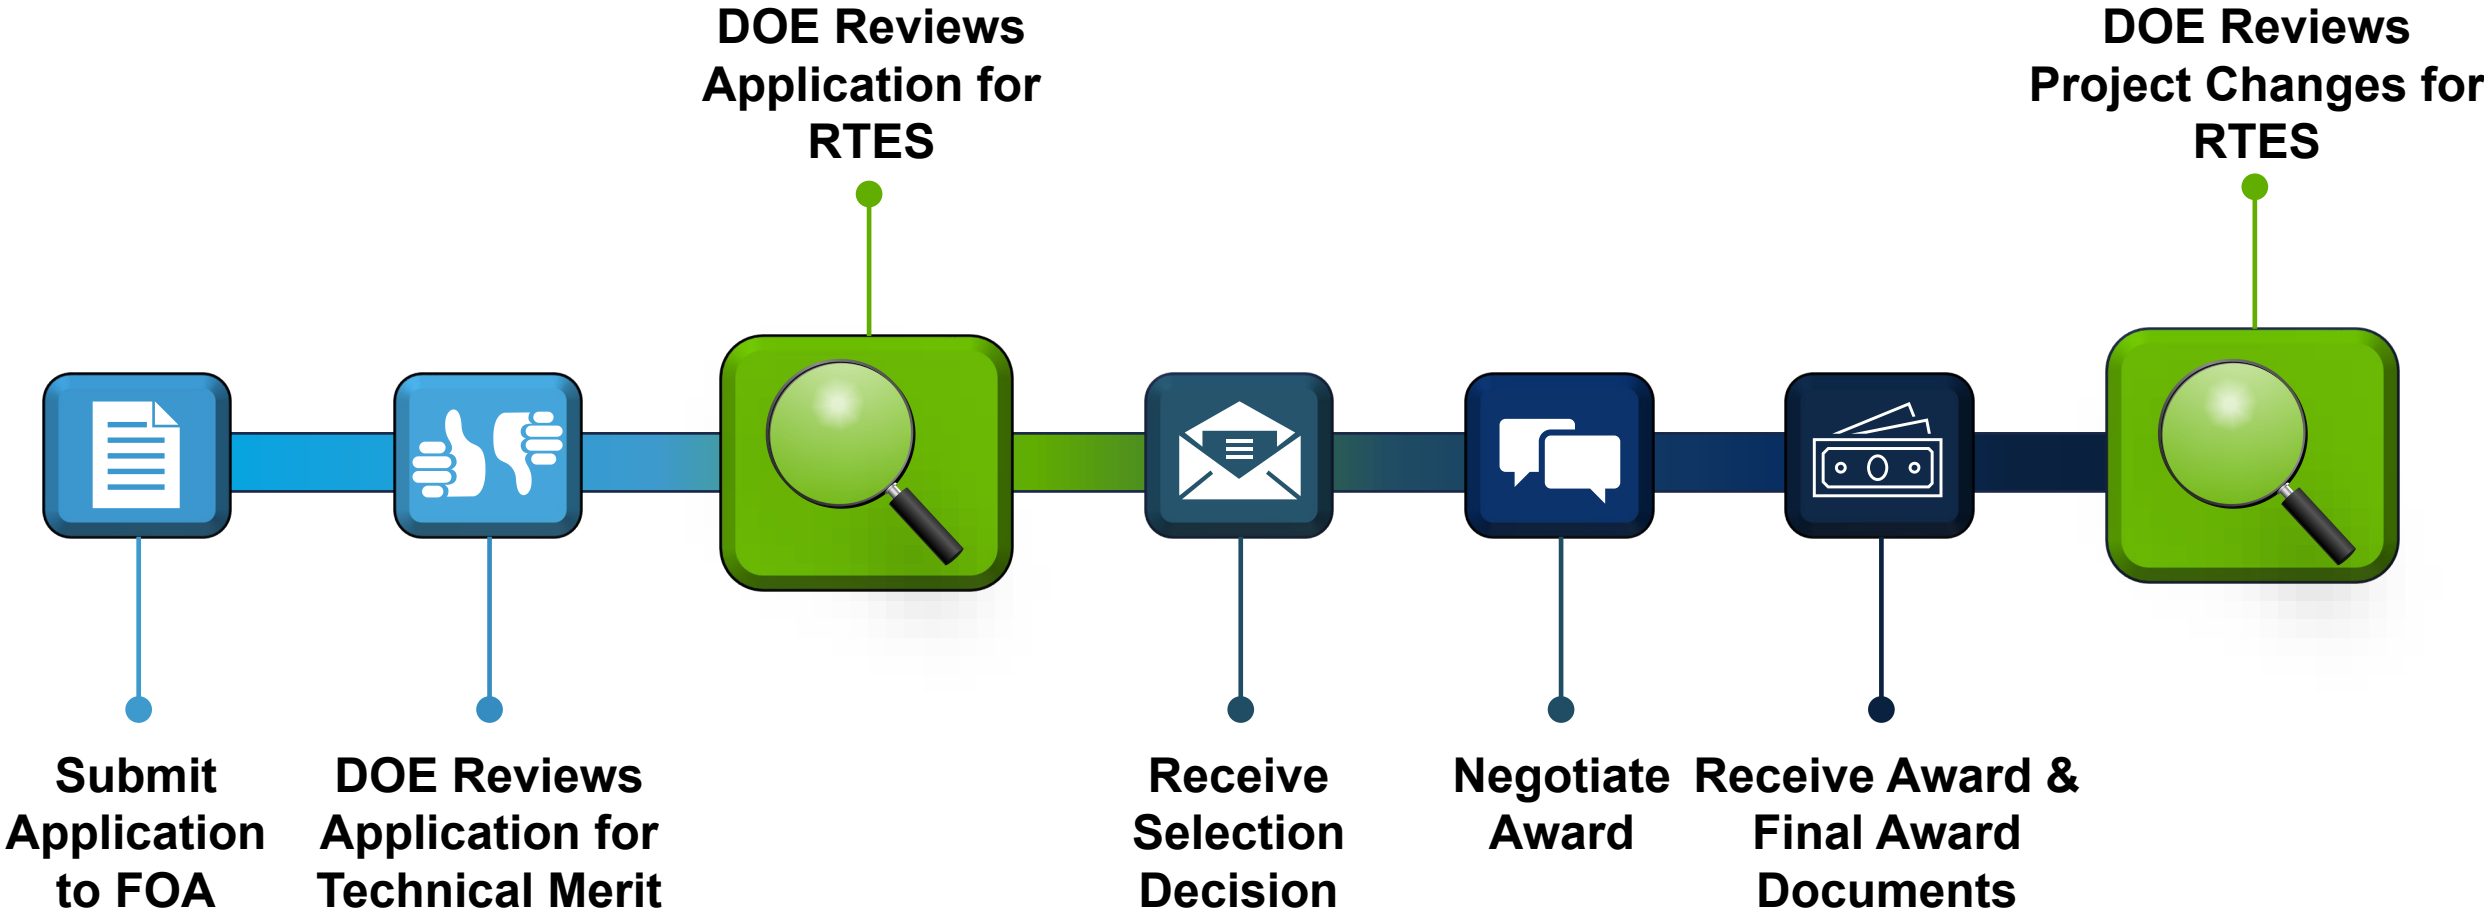 DOE Reviews
Application for
RTES
DOE Reviews
Project Changes for
RTES
Submit
Application
to FOA
DOE Reviews
Application for
Technical Merit
Receive
Selection
Decision
Negotiate
Award
Receive Award &
Final Award
Documents